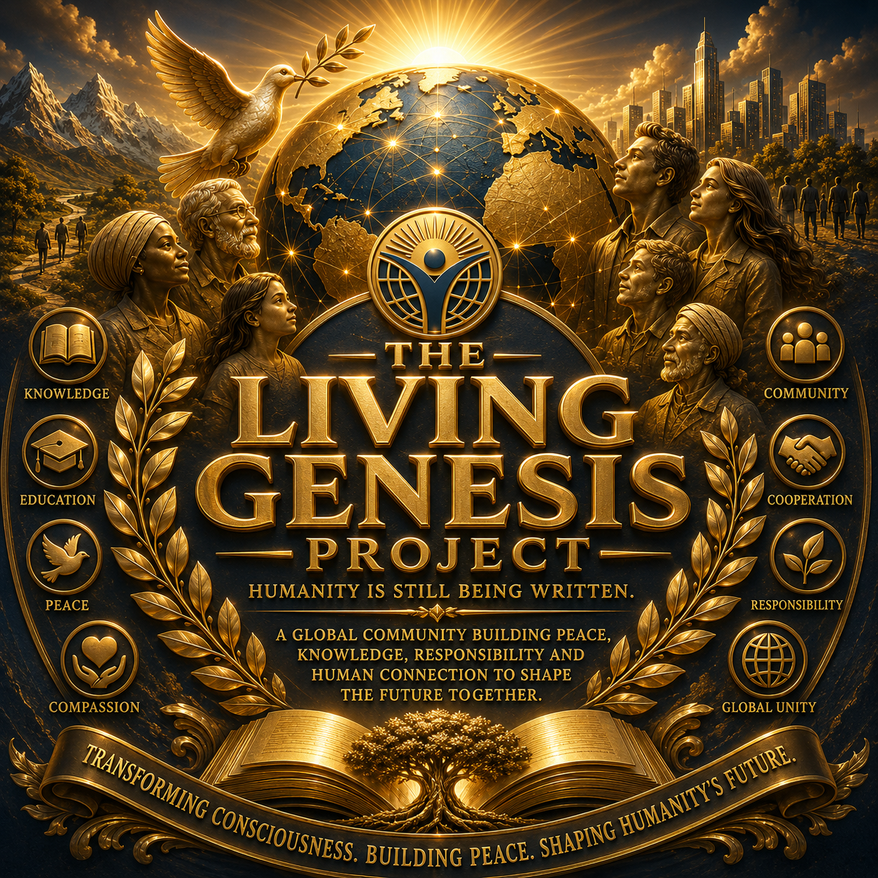 THE
LIVING
GENESIS
PROJECT
HUMANITY IS STILL BEING WRITTEN.
A GLOBAL COMMUNITY BUILDING PEACE,
KNOWLEDGE, RESPONSIBILITY AND
HUMAN CONNECTION TO SHAPE
THE FUTURE TOGETHER.
KNOWLEDGE
EDUCATION
PEACE
COMPASSION
COMMUNITY
COOPERATION
RESPONSIBILITY
GLOBAL UNITY
TRANSFORMING CONSCIOUSNESS. BUILDING PEACE. SHAPING HUMANITY'S FUTURE.